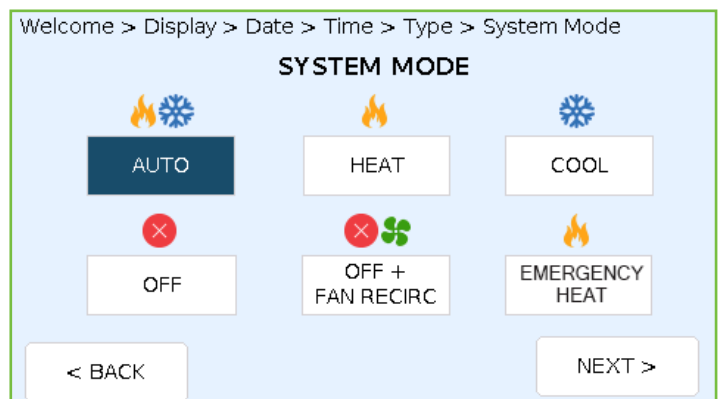 Welcome > Display > Date > Time > Type > System Mode
SYSTEM MODE
AUTO
HEAT
COOL
OFF
OFF +
FAN RECIRC
EMERGENCY
HEAT
< BACK
NEXT >